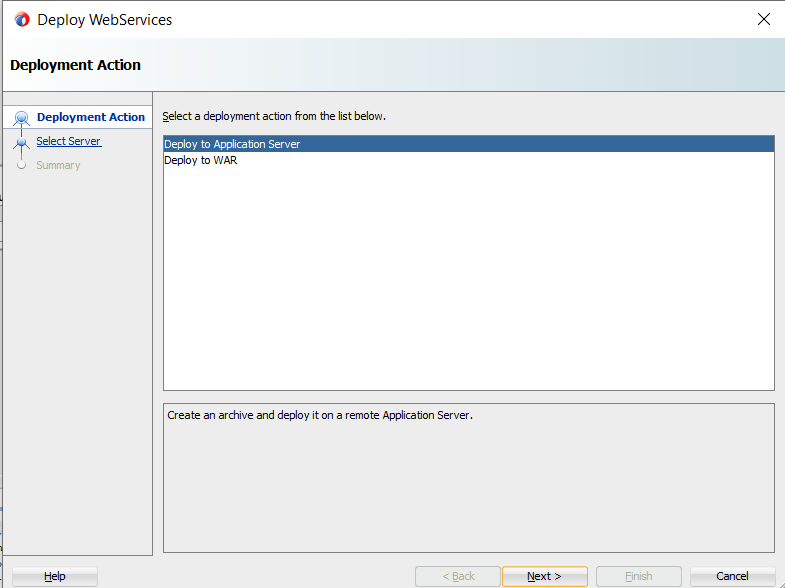 Deploy WebServices
Deployment Action
Deployment Action
Select Server
Summary
Select a deployment action from the list below.
Deploy to Application Server
Deploy to WAR
Create an archive and deploy it on a remote Application Server.
Help
< Back
Next >
Finish
Cancel